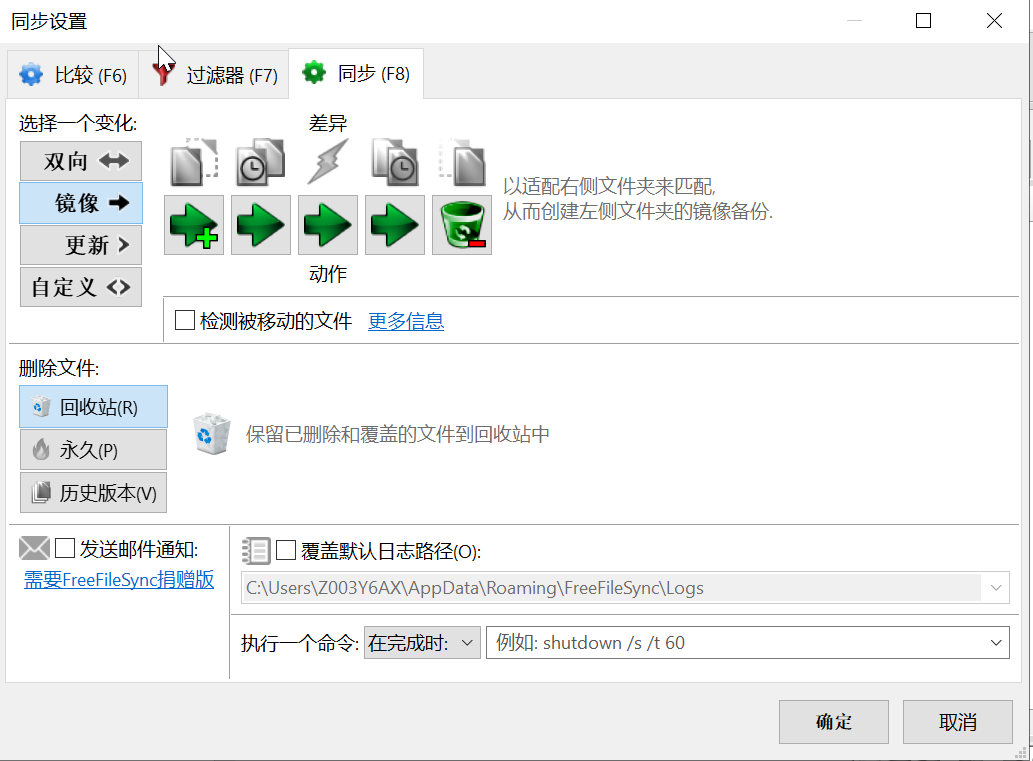 同步设置
比较 (F6)
过滤器 (F7)
同步 (F8)
选择一个变化:
差异
双向
镜像
更新
自定义
以适配右侧文件夹来匹配,
从而创建左侧文件夹的镜像备份.
动作
检测被移动的文件 更多信息
删除文件:
回收站(R)
永久(P)
历史版本(V)
保留已删除和覆盖的文件到回收站中
发送邮件通知:
需要FreeFileSync捐赠版
覆盖默认日志路径(O):
C:\Users\Z003Y6AX\AppData\Roaming\FreeFileSync\Logs
执行一个命令: 在完成时: 例如: shutdown /s /t 60
确定
取消